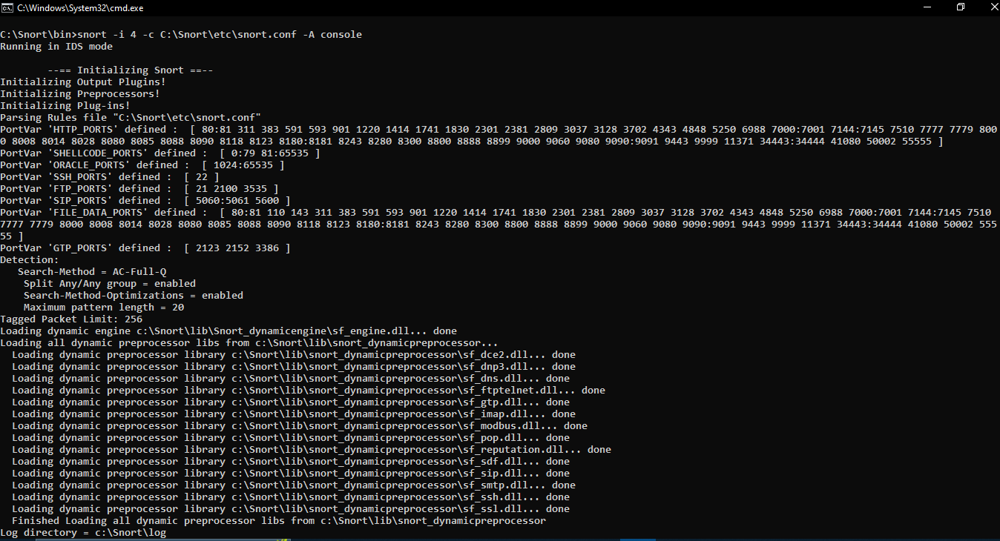 C:\Windows\System32\cmd.exe
C:\Snort\bin>snort -i 4 -c C:\Snort\etc\snort.conf -A console
Running in IDS mode
--== Initializing Snort ==--
Initializing Output Plugins!
Initializing Preprocessors!
Initializing Plug-ins!
Parsing Rules file "C:\Snort\etc\snort.conf"
PortVar 'HTTP_PORTS' defined :  [ 80:81 311 383 591 593 901 1220 1414 1741 1830 2301 2381 2809 3037 3128 3702 4343 4848 5250 6988 7000:7001 7144:7145 7510 7777 7779 800
0 8008 8014 8028 8080 8085 8088 8090 8118 8123 8180:8181 8243 8280 8300 8800 8888 8899 9000 9060 9080 9090:9091 9443 9999 11371 34443:34444 41080 50002 55555 ]
PortVar 'SHELLCODE_PORTS' defined :  [ 0:79 81:65535 ]
PortVar 'ORACLE_PORTS' defined :  [ 1024:65535 ]
PortVar 'SSH_PORTS' defined :  [ 22 ]
PortVar 'FTP_PORTS' defined :  [ 21 2100 3535 ]
PortVar 'SIP_PORTS' defined :  [ 5060:5061 5600 ]
PortVar 'FILE_DATA_PORTS' defined :  [ 80:81 110 143 311 383 591 593 901 1220 1414 1741 1830 2301 2381 2809 3037 3128 3702 4343 4848 5250 6988 7000:7001 7144:7145 7510
7777 7779 8000 8008 8014 8028 8080 8085 8088 8090 8118 8123 8180:8181 8243 8280 8300 8800 8888 8899 9000 9060 9080 9090:9091 9443 9999 11371 34443:34444 41080 50002 555
55 ]
PortVar 'GTP_PORTS' defined :  [ 2123 2152 3386 ]
Detection:
   Search-Method = AC-Full-Q
    Split Any/Any group = enabled
    Search-Method-Optimizations = enabled
    Maximum pattern length = 20
Tagged Packet Limit: 256
Loading dynamic engine c:\Snort\lib\Snort_dynamicengine\sf_engine.dll... done
Loading all dynamic preprocessor libs from c:\Snort\lib\snort_dynamicpreprocessor...
  Loading dynamic preprocessor library c:\Snort\lib\snort_dynamicpreprocessor\sf_dce2.dll... done
  Loading dynamic preprocessor library c:\Snort\lib\snort_dynamicpreprocessor\sf_dnp3.dll... done
  Loading dynamic preprocessor library c:\Snort\lib\snort_dynamicpreprocessor\sf_dns.dll... done
  Loading dynamic preprocessor library c:\Snort\lib\snort_dynamicpreprocessor\sf_ftptelnet.dll... done
  Loading dynamic preprocessor library c:\Snort\lib\snort_dynamicpreprocessor\sf_gtp.dll... done
  Loading dynamic preprocessor library c:\Snort\lib\snort_dynamicpreprocessor\sf_imap.dll... done
  Loading dynamic preprocessor library c:\Snort\lib\snort_dynamicpreprocessor\sf_modbus.dll... done
  Loading dynamic preprocessor library c:\Snort\lib\snort_dynamicpreprocessor\sf_pop.dll... done
  Loading dynamic preprocessor library c:\Snort\lib\snort_dynamicpreprocessor\sf_reputation.dll... done
  Loading dynamic preprocessor library c:\Snort\lib\snort_dynamicpreprocessor\sf_sdf.dll... done
  Loading dynamic preprocessor library c:\Snort\lib\snort_dynamicpreprocessor\sf_sip.dll... done
  Loading dynamic preprocessor library c:\Snort\lib\snort_dynamicpreprocessor\sf_smtp.dll... done
  Loading dynamic preprocessor library c:\Snort\lib\snort_dynamicpreprocessor\sf_ssh.dll... done
  Loading dynamic preprocessor library c:\Snort\lib\snort_dynamicpreprocessor\sf_ssl.dll... done
  Finished Loading all dynamic preprocessor libs from c:\Snort\lib\snort_dynamicpreprocessor
Log directory = c:\Snort\log